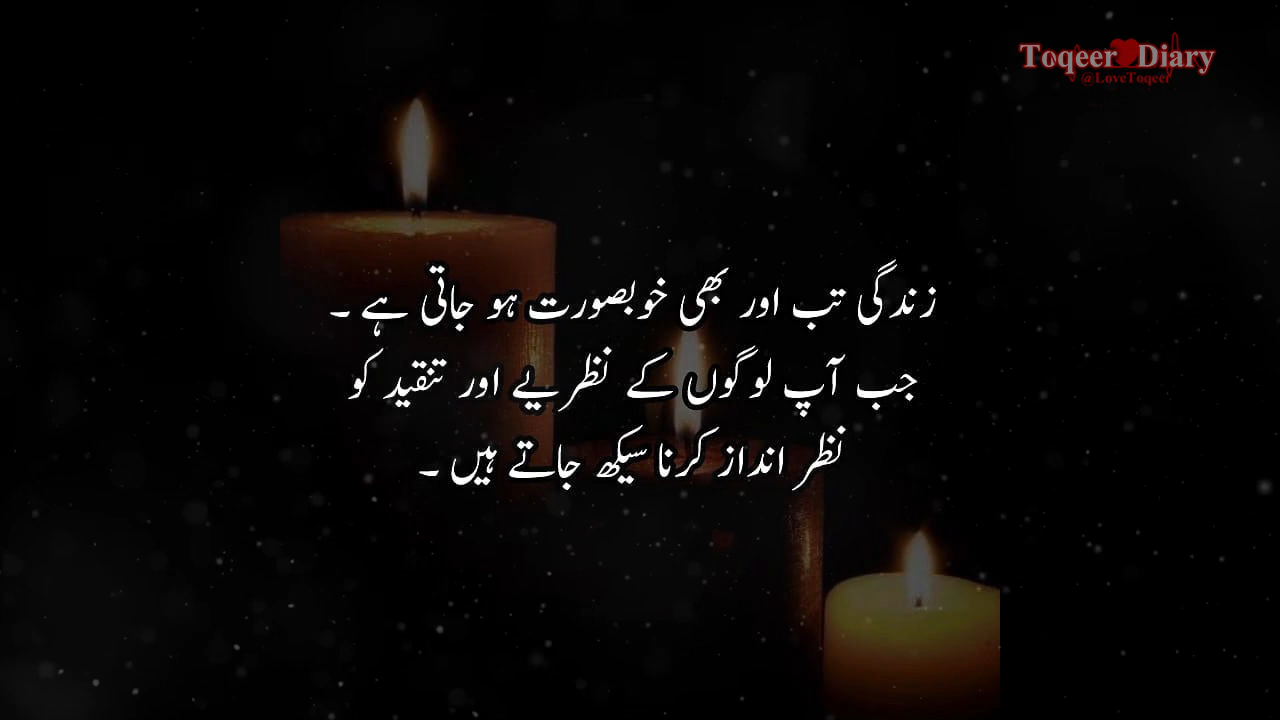 Toqeer Diary
@LoveToqeer
زندگی تب اور بھی خوبصورت ہو جاتی ہے ۔
جب آپ لوگوں کے نظریے اور تنقید کو
نظر انداز کرنا سیکھ جاتے ہیں ۔